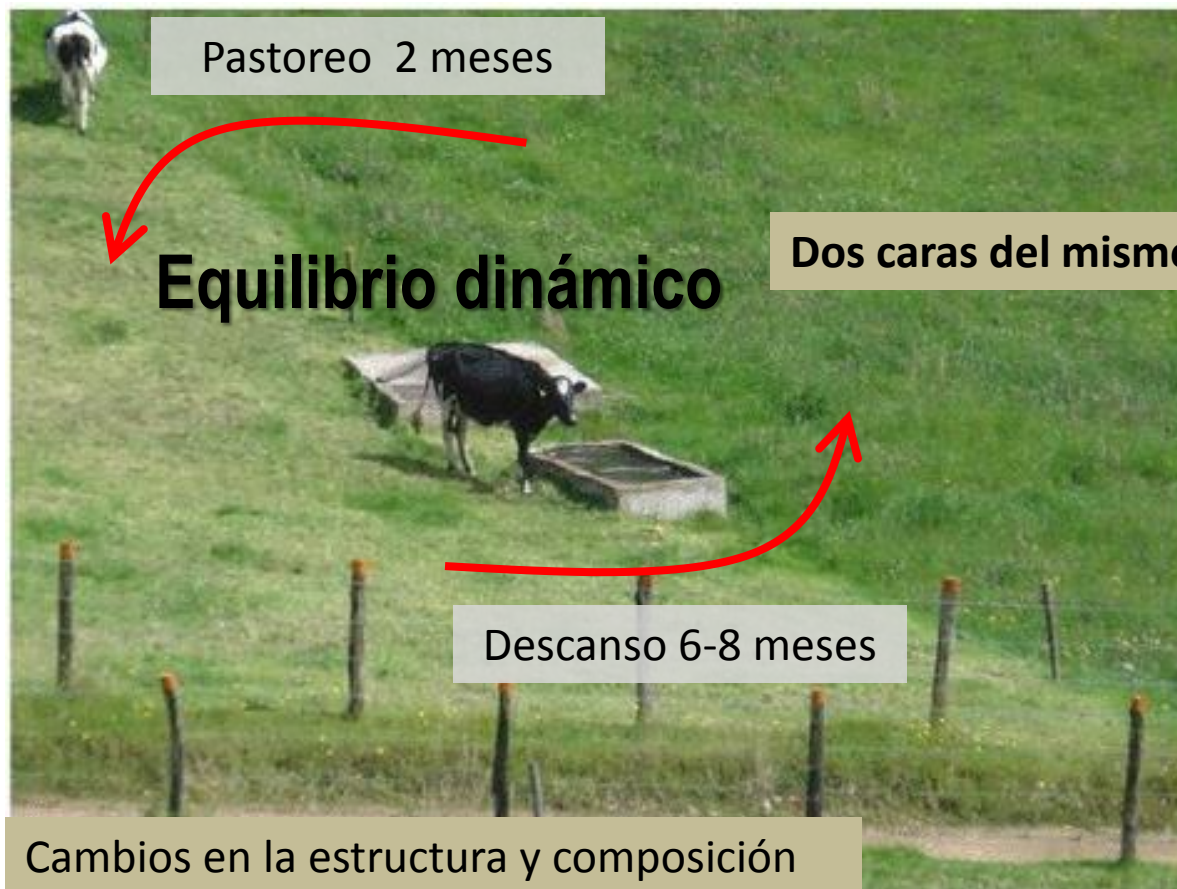 Pastoreo 2 meses
Dos caras del mismo
Equilibrio dinámico
Descanso 6-8 meses
Cambios en la estructura y composición